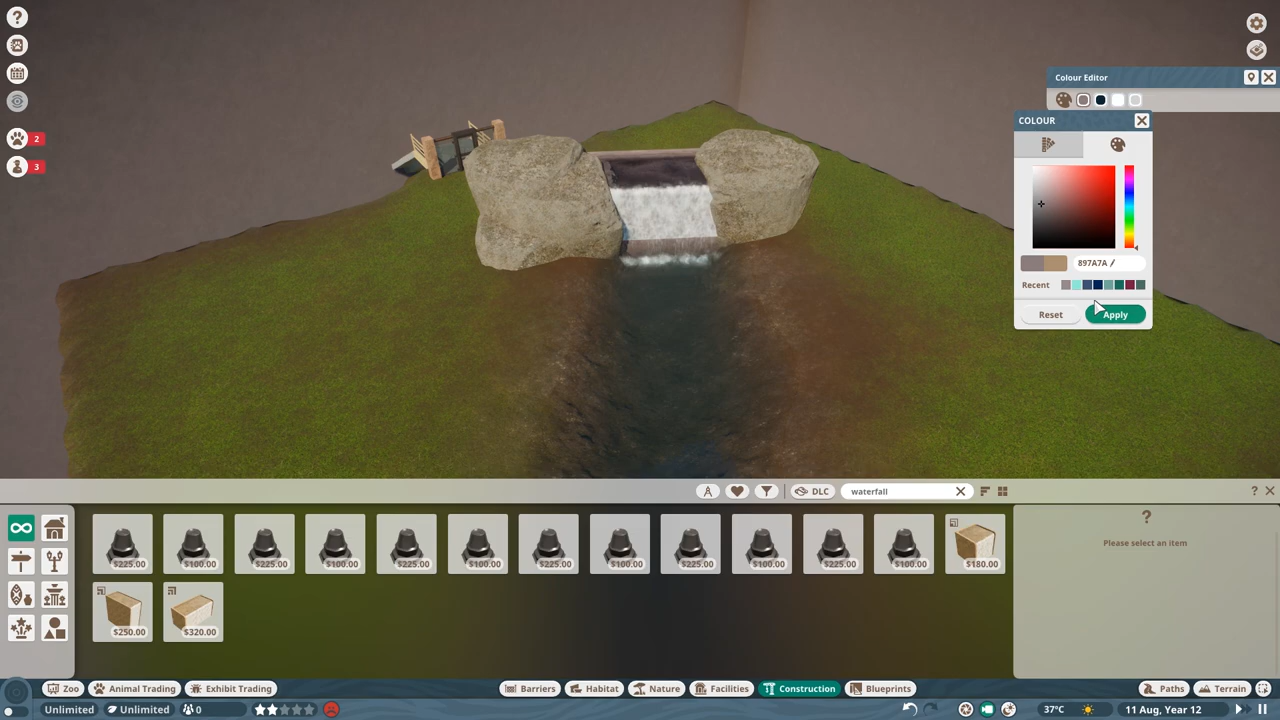 ?
2
3
Colour Editor
COLOUR
897A7A
Recent
Reset
Apply
DLC
waterfall
?
$225.00
$100.00
$225.00
$100.00
$225.00
$100.00
$225.00
$100.00
$225.00
$100.00
$225.00
$100.00
$180.00
?
Please select an item
$250.00
$320.00
Zoo
Animal Trading
Exhibit Trading
Barriers
Habitat
Nature
Facilities
Construction
Blueprints
Paths
Terrain
Unlimited
Unlimited
0
37°C
11 Aug, Year 12